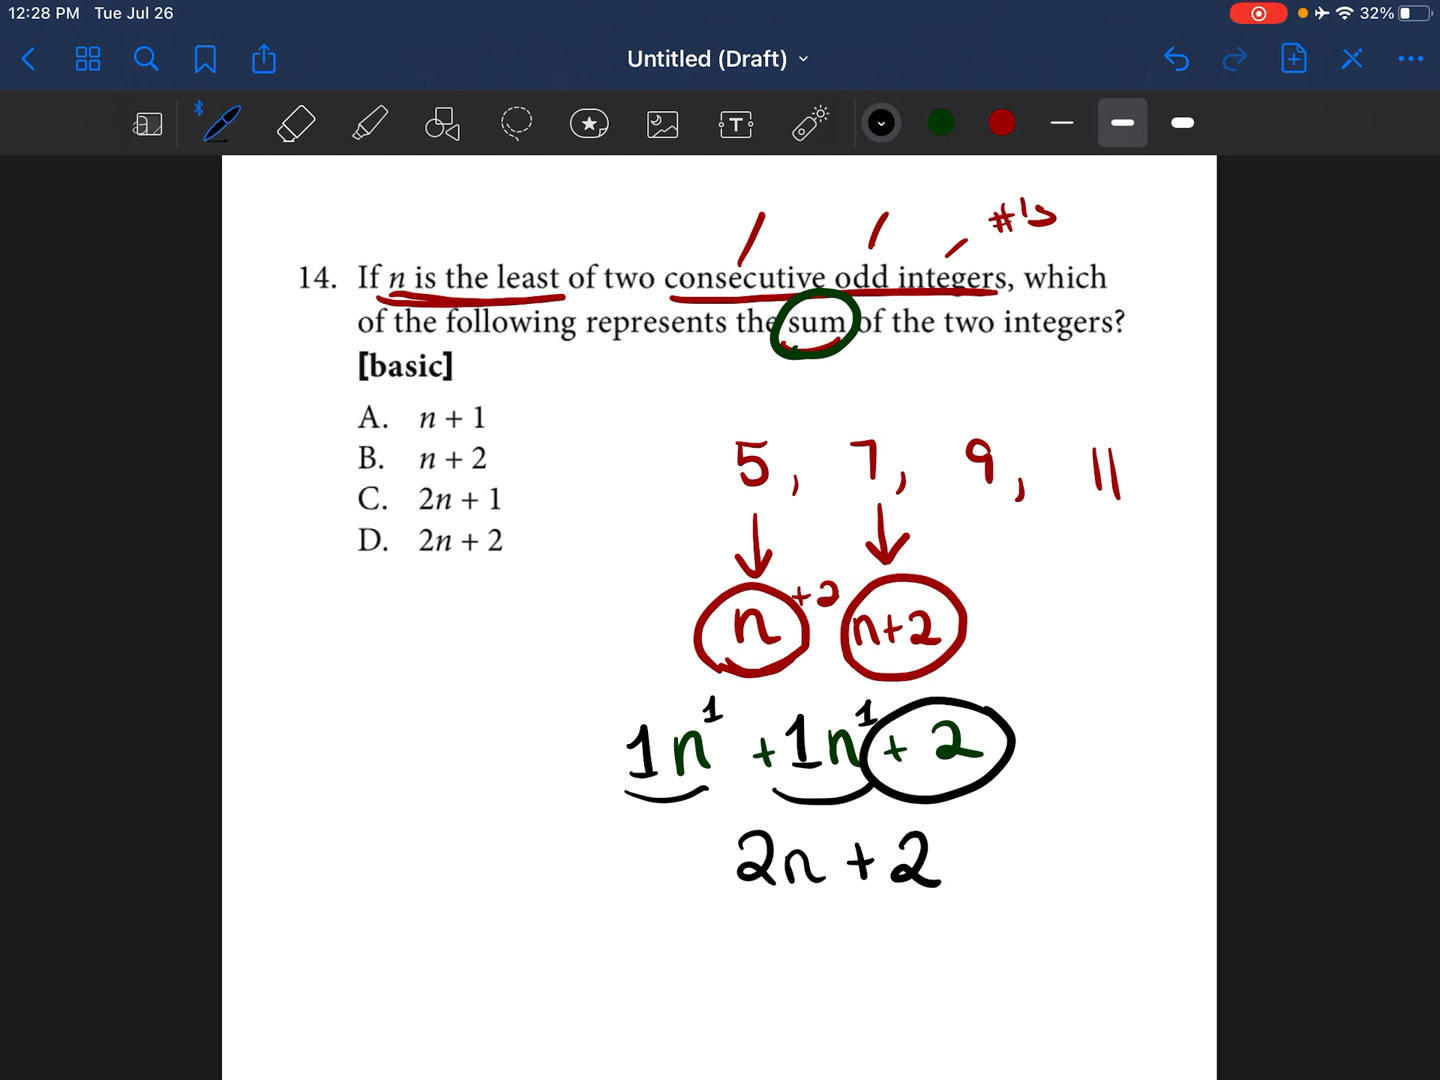 12:28 PM Tue Jul 26
32%
Untitled (Draft)
T
#'s
14. If n is the least of two consecutive odd integers, which
of the following represents the sum of the two integers?
[basic]
A. n + 1
B. n + 2
C. 2n + 1
D. 2n + 2
5, 7, 9, 11
n +2 n+2
1n¹ + 1n¹ + 2
2n + 2